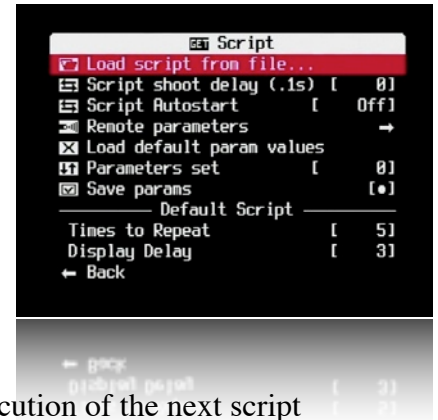 GET Script
Load script from file...
Script shoot delay (.1s) [ 0]
Script Autostart [ Off]
Remote parameters →
Load default param values
Parameters set [ 0]
Save params [●]
Default Script
Times to Repeat [ 5]
Display Delay [ 3]
← Back
cution of the next script